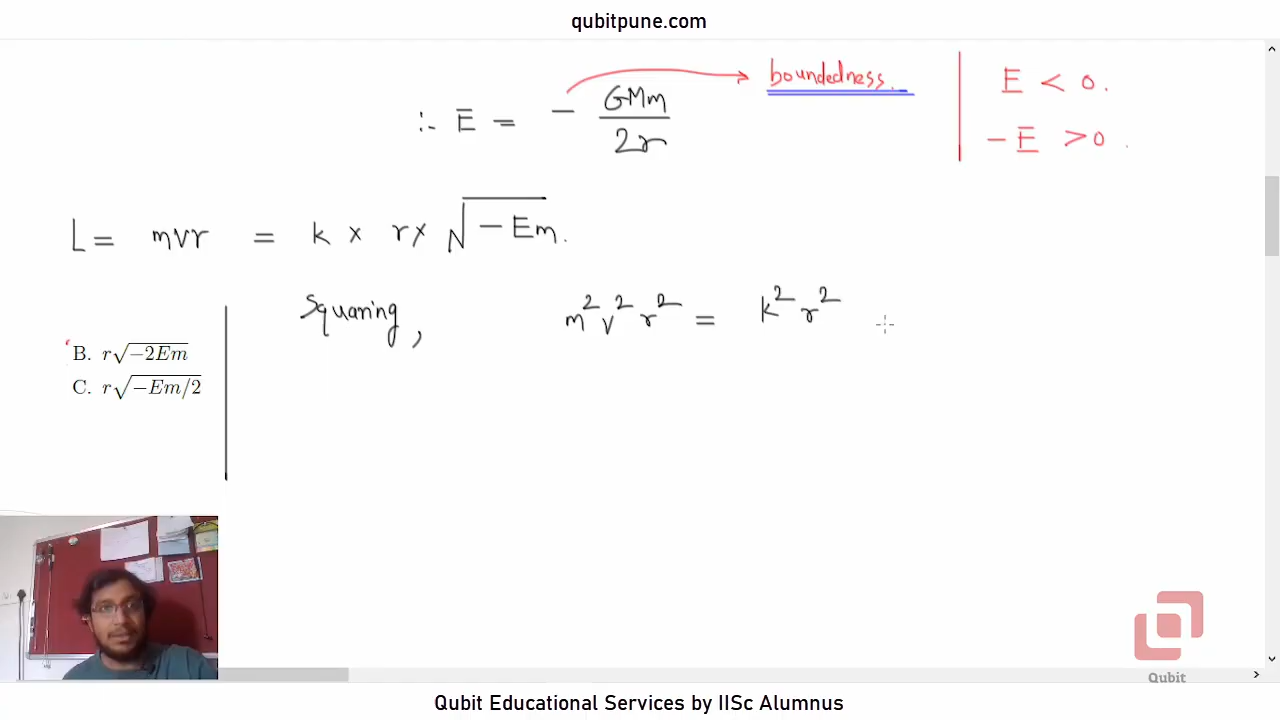 qubitpune.com
boundedness.
E < 0.
∴ E = - GMm / 2r
-E > 0.
L = mvr = k × r × √-Em.
Squaring, m²v²r² = k²r²
B. r√-2Em
C. r√-Em/2
Qubit
Qubit Educational Services by IISc Alumnus